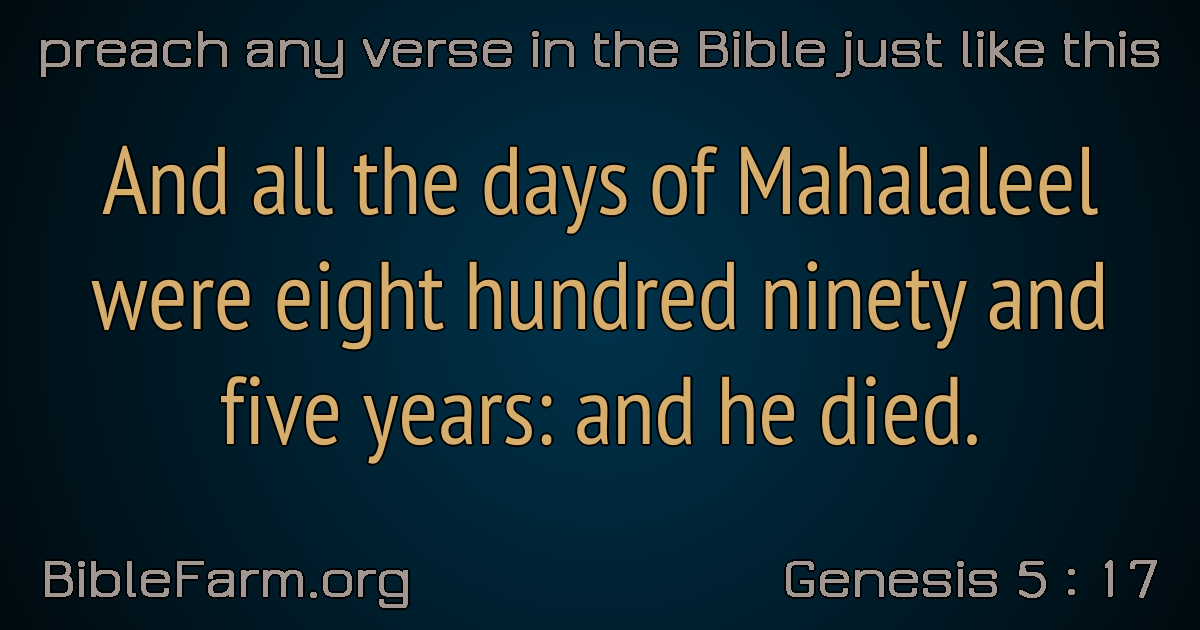 preach any verse in the Bible just like this
And all the days of Mahalaleel
were eight hundred ninety and
five years: and he died.
BibleFarm.org
Genesis 5 : 17